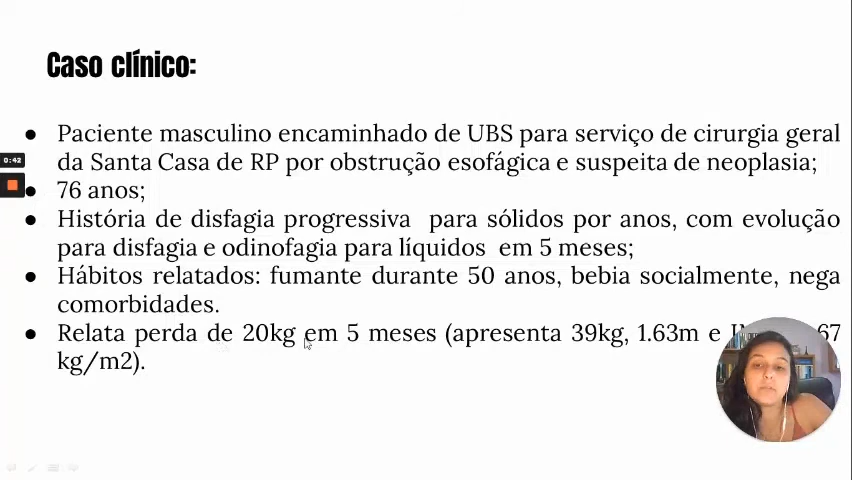 Caso clínico:
● Paciente masculino encaminhado de UBS para serviço de cirurgia geral
da Santa Casa de RP por obstrução esofágica e suspeita de neoplasia;
0:42
● 76 anos;
● História de disfagia progressiva para sólidos por anos, com evolução
para disfagia e odinofagia para líquidos em 5 meses;
● Hábitos relatados: fumante durante 50 anos, bebia socialmente, nega
comorbidades.
● Relata perda de 20kg em 5 meses (apresenta 39kg, 1.63m e 67
kg/m2).